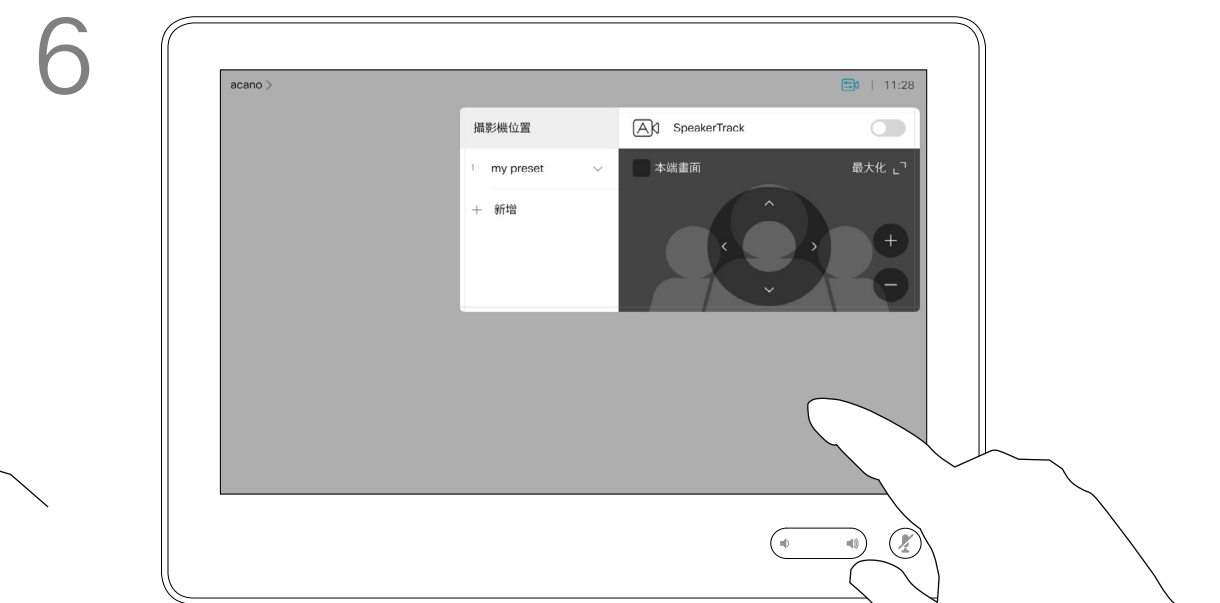 6
acano >
11:28
攝影機位置
SpeakerTrack
1 my preset
本端畫面
最大化
+ 新增